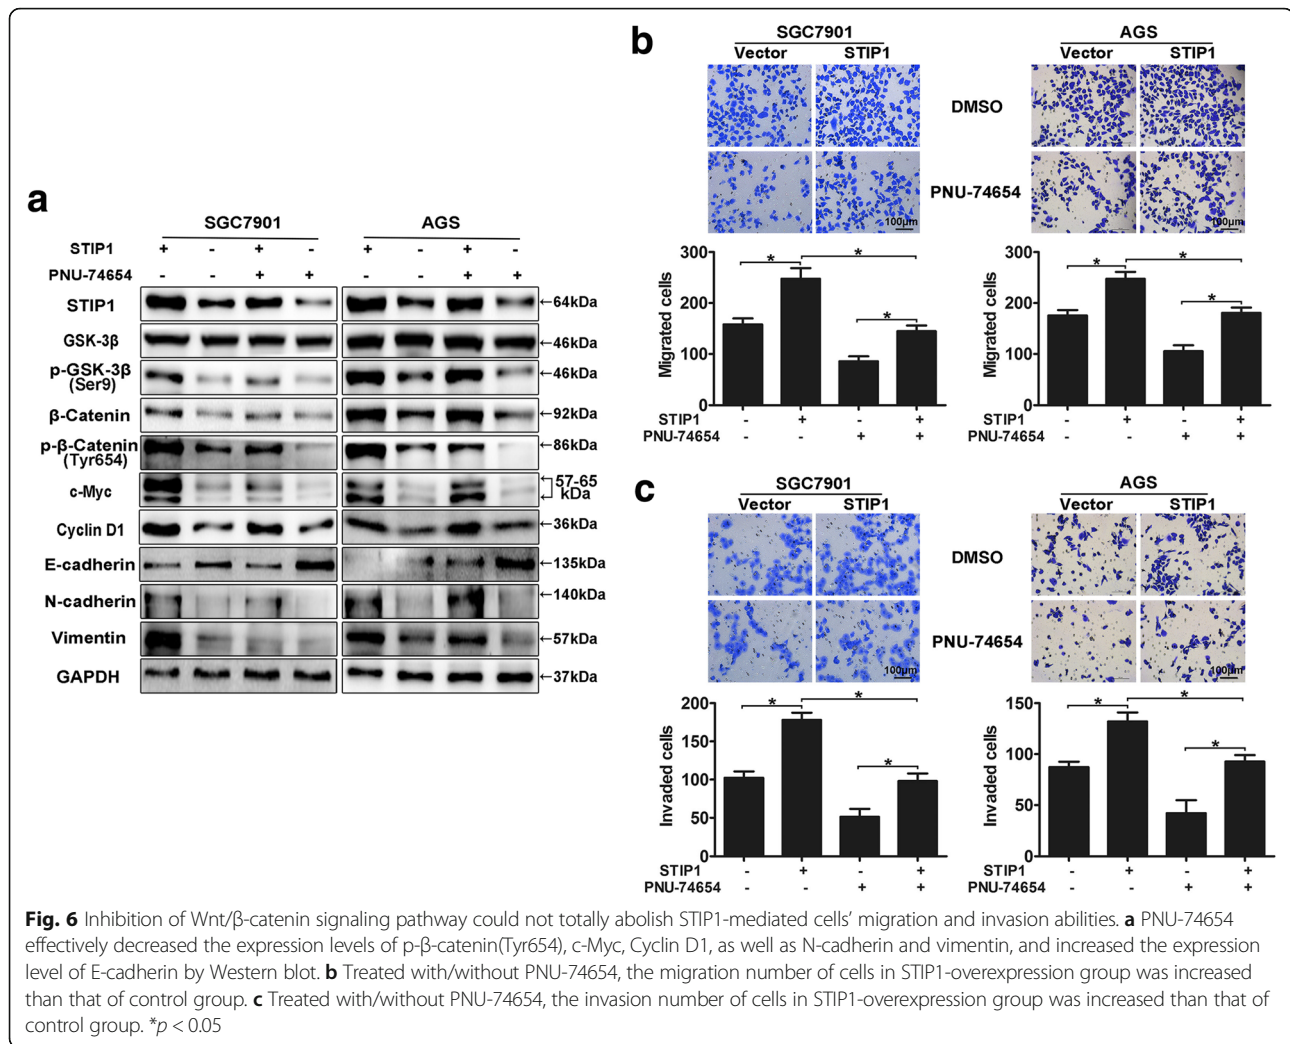 a
SGC7901 AGS
STIP1 + - + - + - + -
PNU-74654 - - + + - - + +
STIP1 ←64kDa
GSK-3β ←46kDa
p-GSK-3β ←46kDa
(Ser9)
β-Catenin ←92kDa
p-β-Catenin ←86kDa
(Tyr654)
c-Myc 57-65
kDa
Cyclin D1 ←36kDa
E-cadherin ←135kDa
N-cadherin ←140kDa
Vimentin ←57kDa
GAPDH ←37kDa
b
SGC7901 AGS
Vector STIP1 Vector STIP1
DMSO
PNU-74654
100μm 100μm
Migrated cells
300
200
100
0
* * *
STIP1 - + - +
PNU-74654 - - + +
Migrated cells
300
200
100
0
* * *
- + - +
- - + +
c
SGC7901 AGS
Vector STIP1 Vector STIP1
DMSO
PNU-74654
100μm 100μm
Invaded cells
200
150
100
50
0
* * *
STIP1 - + - +
PNU-74654 - - + +
Invaded cells
150
100
50
0
* * *
- + - +
- - + +
Fig. 6 Inhibition of Wnt/β-catenin signaling pathway could not totally abolish STIP1-mediated cells' migration and invasion abilities. a PNU-74654
effectively decreased the expression levels of p-β-catenin(Tyr654), c-Myc, Cyclin D1, as well as N-cadherin and vimentin, and increased the expression
level of E-cadherin by Western blot. b Treated with/without PNU-74654, the migration number of cells in STIP1-overexpression group was increased
than that of control group. c Treated with/without PNU-74654, the invasion number of cells in STIP1-overexpression group was increased than that of
control group. *p < 0.05